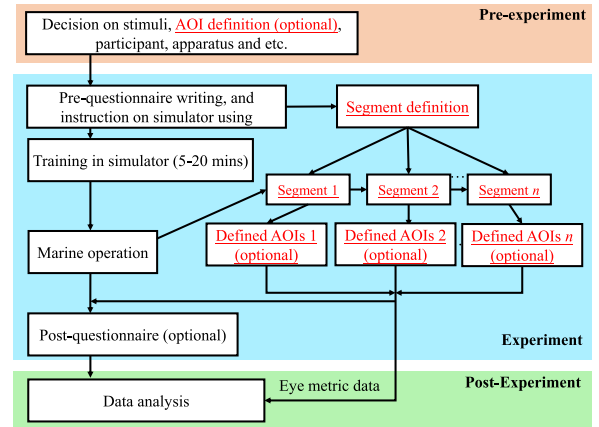 Pre-experiment
Decision on stimuli, AOI definition (optional),
participant, apparatus and etc.
Pre-questionnaire writing, and
instruction on simulator using
Segment definition
Training in simulator (5-20 mins)
Segment 1
Segment 2
...
Segment n
Marine operation
Defined AOIs 1
(optional)
Defined AOIs 2
(optional)
Defined AOIs n
(optional)
Post-questionnaire (optional)
Experiment
Post-Experiment
Eye metric data
Data analysis